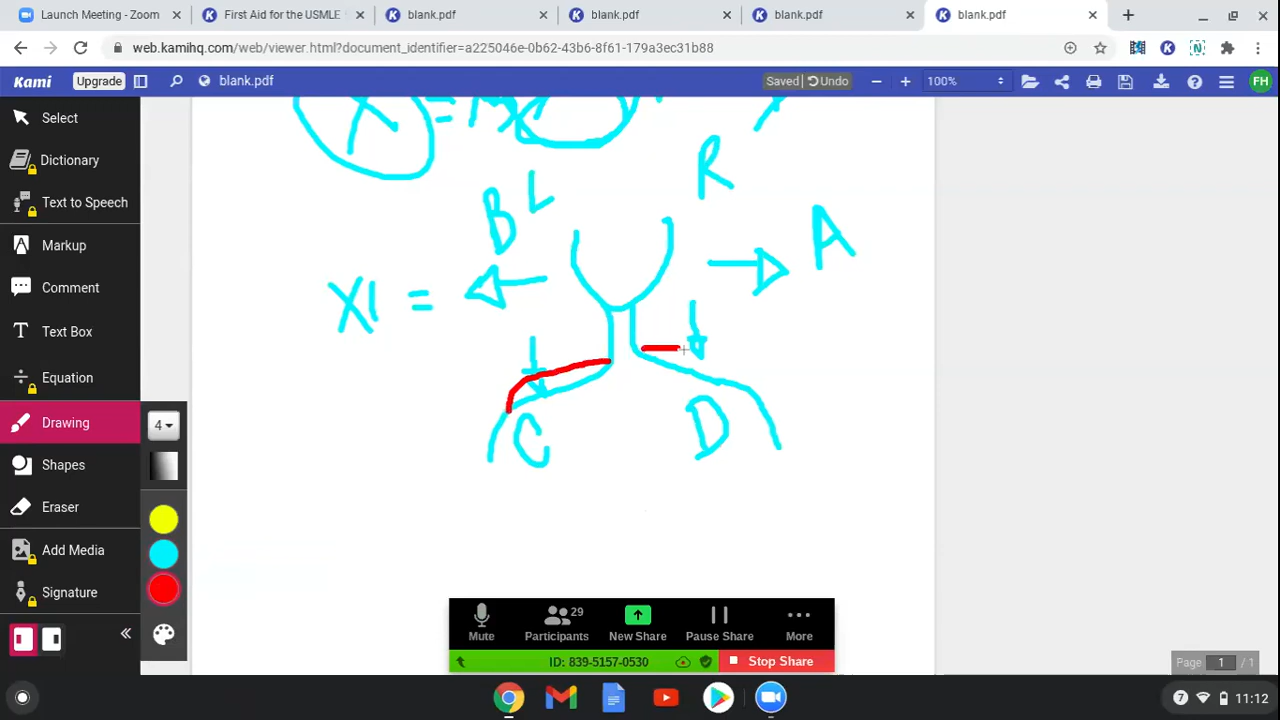 Launch Meeting - Zoom
First Aid for the USMLE
blank.pdf
blank.pdf
blank.pdf
blank.pdf
web.kamihq.com/web/viewer.html?document_identifier=a225046e-0b62-43b6-8f61-179a3ec31b88
Kami Upgrade blank.pdf Saved Undo 100% FH
Select
Dictionary
Text to Speech
Markup
Comment
Text Box
Equation
Drawing 4
Shapes
Eraser
Add Media
Signature
R
B L
A
XI =
C D
29
Mute Participants New Share Pause Share More
ID: 839-5157-0530 Stop Share
Page 1 / 1
7 11:12